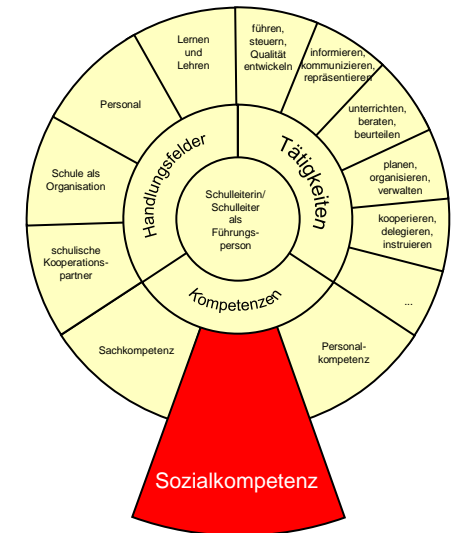 Lernen
und
Lehren
führen,
steuern,
Qualität
entwickeln
informieren,
kommunizieren,
repräsentieren
unterrichten,
beraten,
beurteilen
planen,
organisieren,
verwalten
kooperieren,
delegieren,
instruieren
...
Personal-
kompetenz
Sozialkompetenz
Sachkompetenz
schulische
Kooperations-
partner
Schule als
Organisation
Personal
Handlungsfelder
Tätigkeiten
Kompetenzen
Schulleiterin/
Schulleiter
als
Führungs-
person